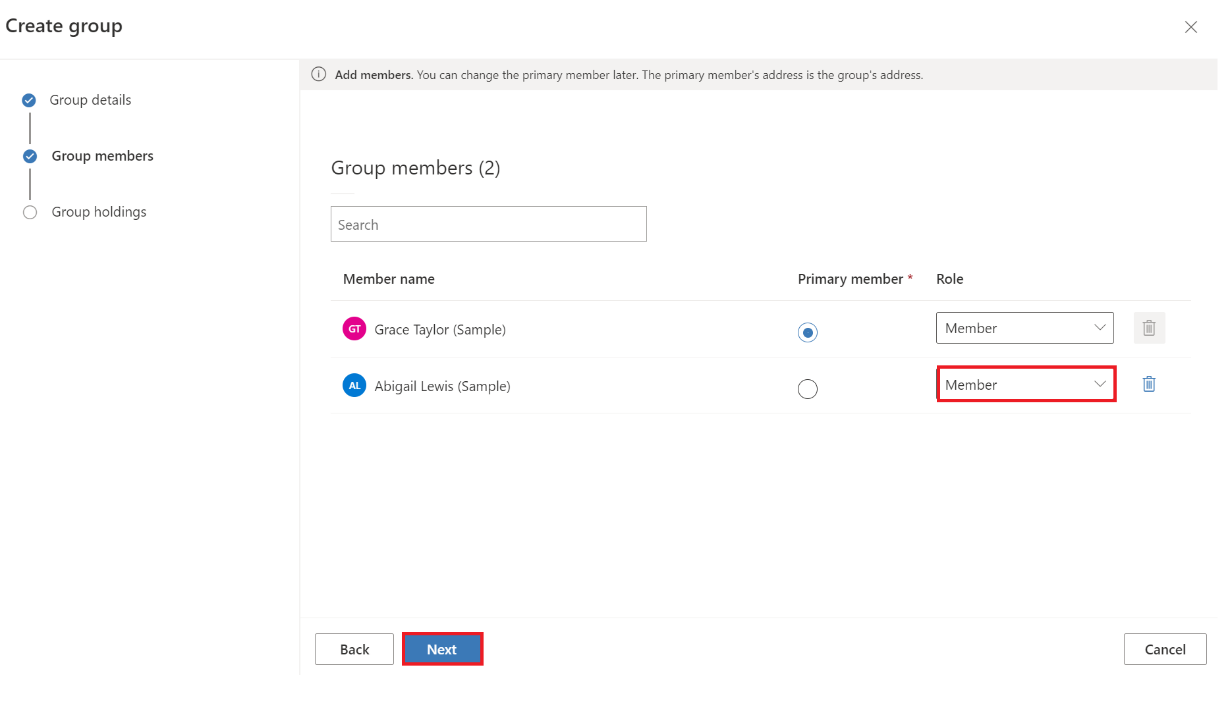 Create group
Group details
Group members
Group holdings
Add members. You can change the primary member later. The primary member's address is the group's address.
Group members (2)
Search
Member name Primary member * Role
GT Grace Taylor (Sample) Member
AL Abigail Lewis (Sample) Member
Back Next Cancel